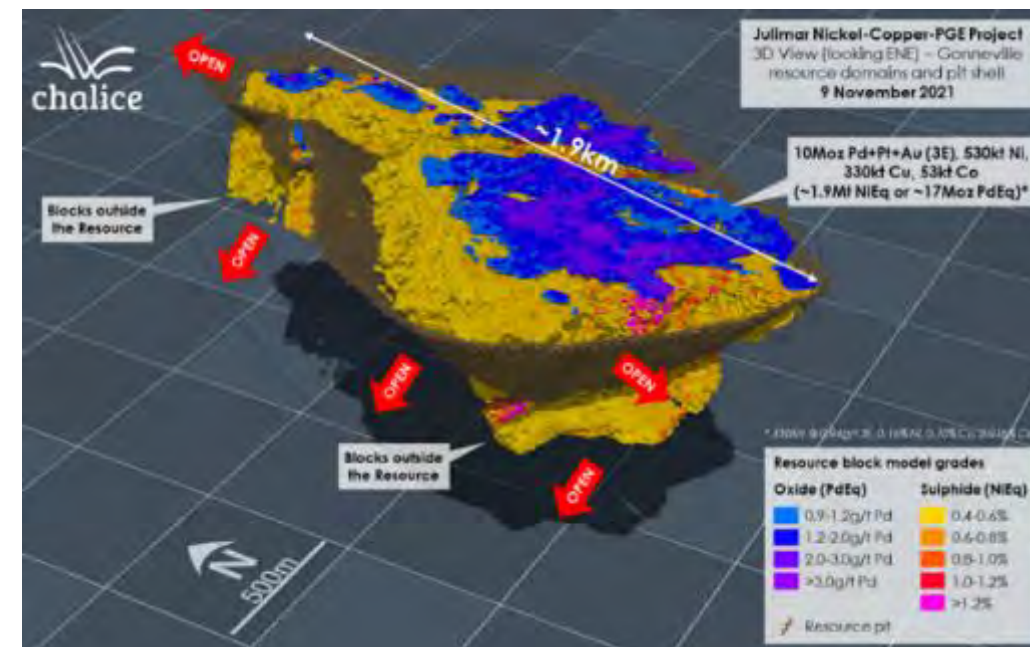 chalice
OPEN
Julimar Nickel-Copper-PGE Project
3D View (looking ENE) – Gonneville
resource domains and pit shell
9 November 2021
~1.9km
10Moz Pd+Pt+Au (3E), 530kt Ni,
330kt Cu, 53kt Co
(~1.9Mt NiEq or ~17Moz PdEq)*
Blocks outside
the Resource
OPEN
OPEN
OPEN
Blocks outside
the Resource
OPEN
N
500m
Resource block model grades
Oxide (PdEq) Sulphide (NiEq)
0.9-1.2g/t Pd 0.4-0.6%
1.2-2.0g/t Pd 0.6-0.8%
2.0-3.0g/t Pd 0.8-1.0%
>3.0g/t Pd 1.0-1.2%
>1.2%
Resource pit